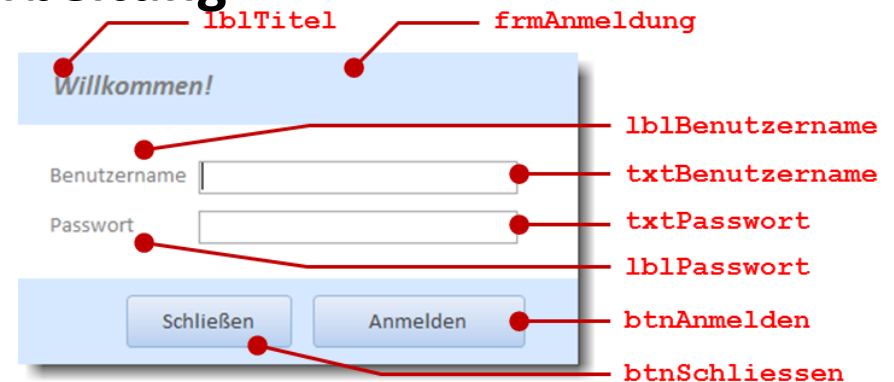 lblTitel
frmAnmeldung
Willkommen!
lblBenutzername
Benutzername
txtBenutzername
Passwort
txtPasswort
lblPasswort
Schließen
Anmelden
btnAnmelden
btnSchliessen